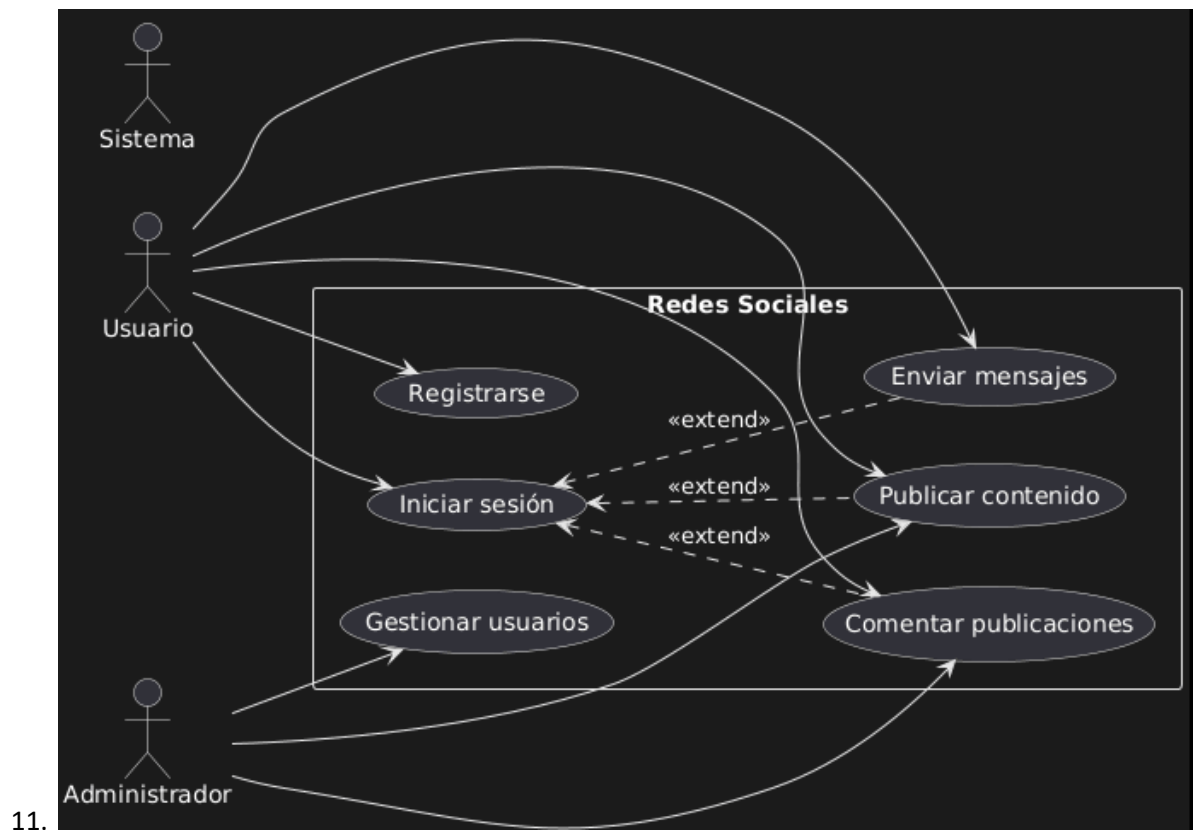 Sistema
Usuario
Redes Sociales
Registrarse
Enviar mensajes
«extend»
Iniciar sesión
«extend»
Publicar contenido
«extend»
Gestionar usuarios
Comentar publicaciones
Administrador
11.